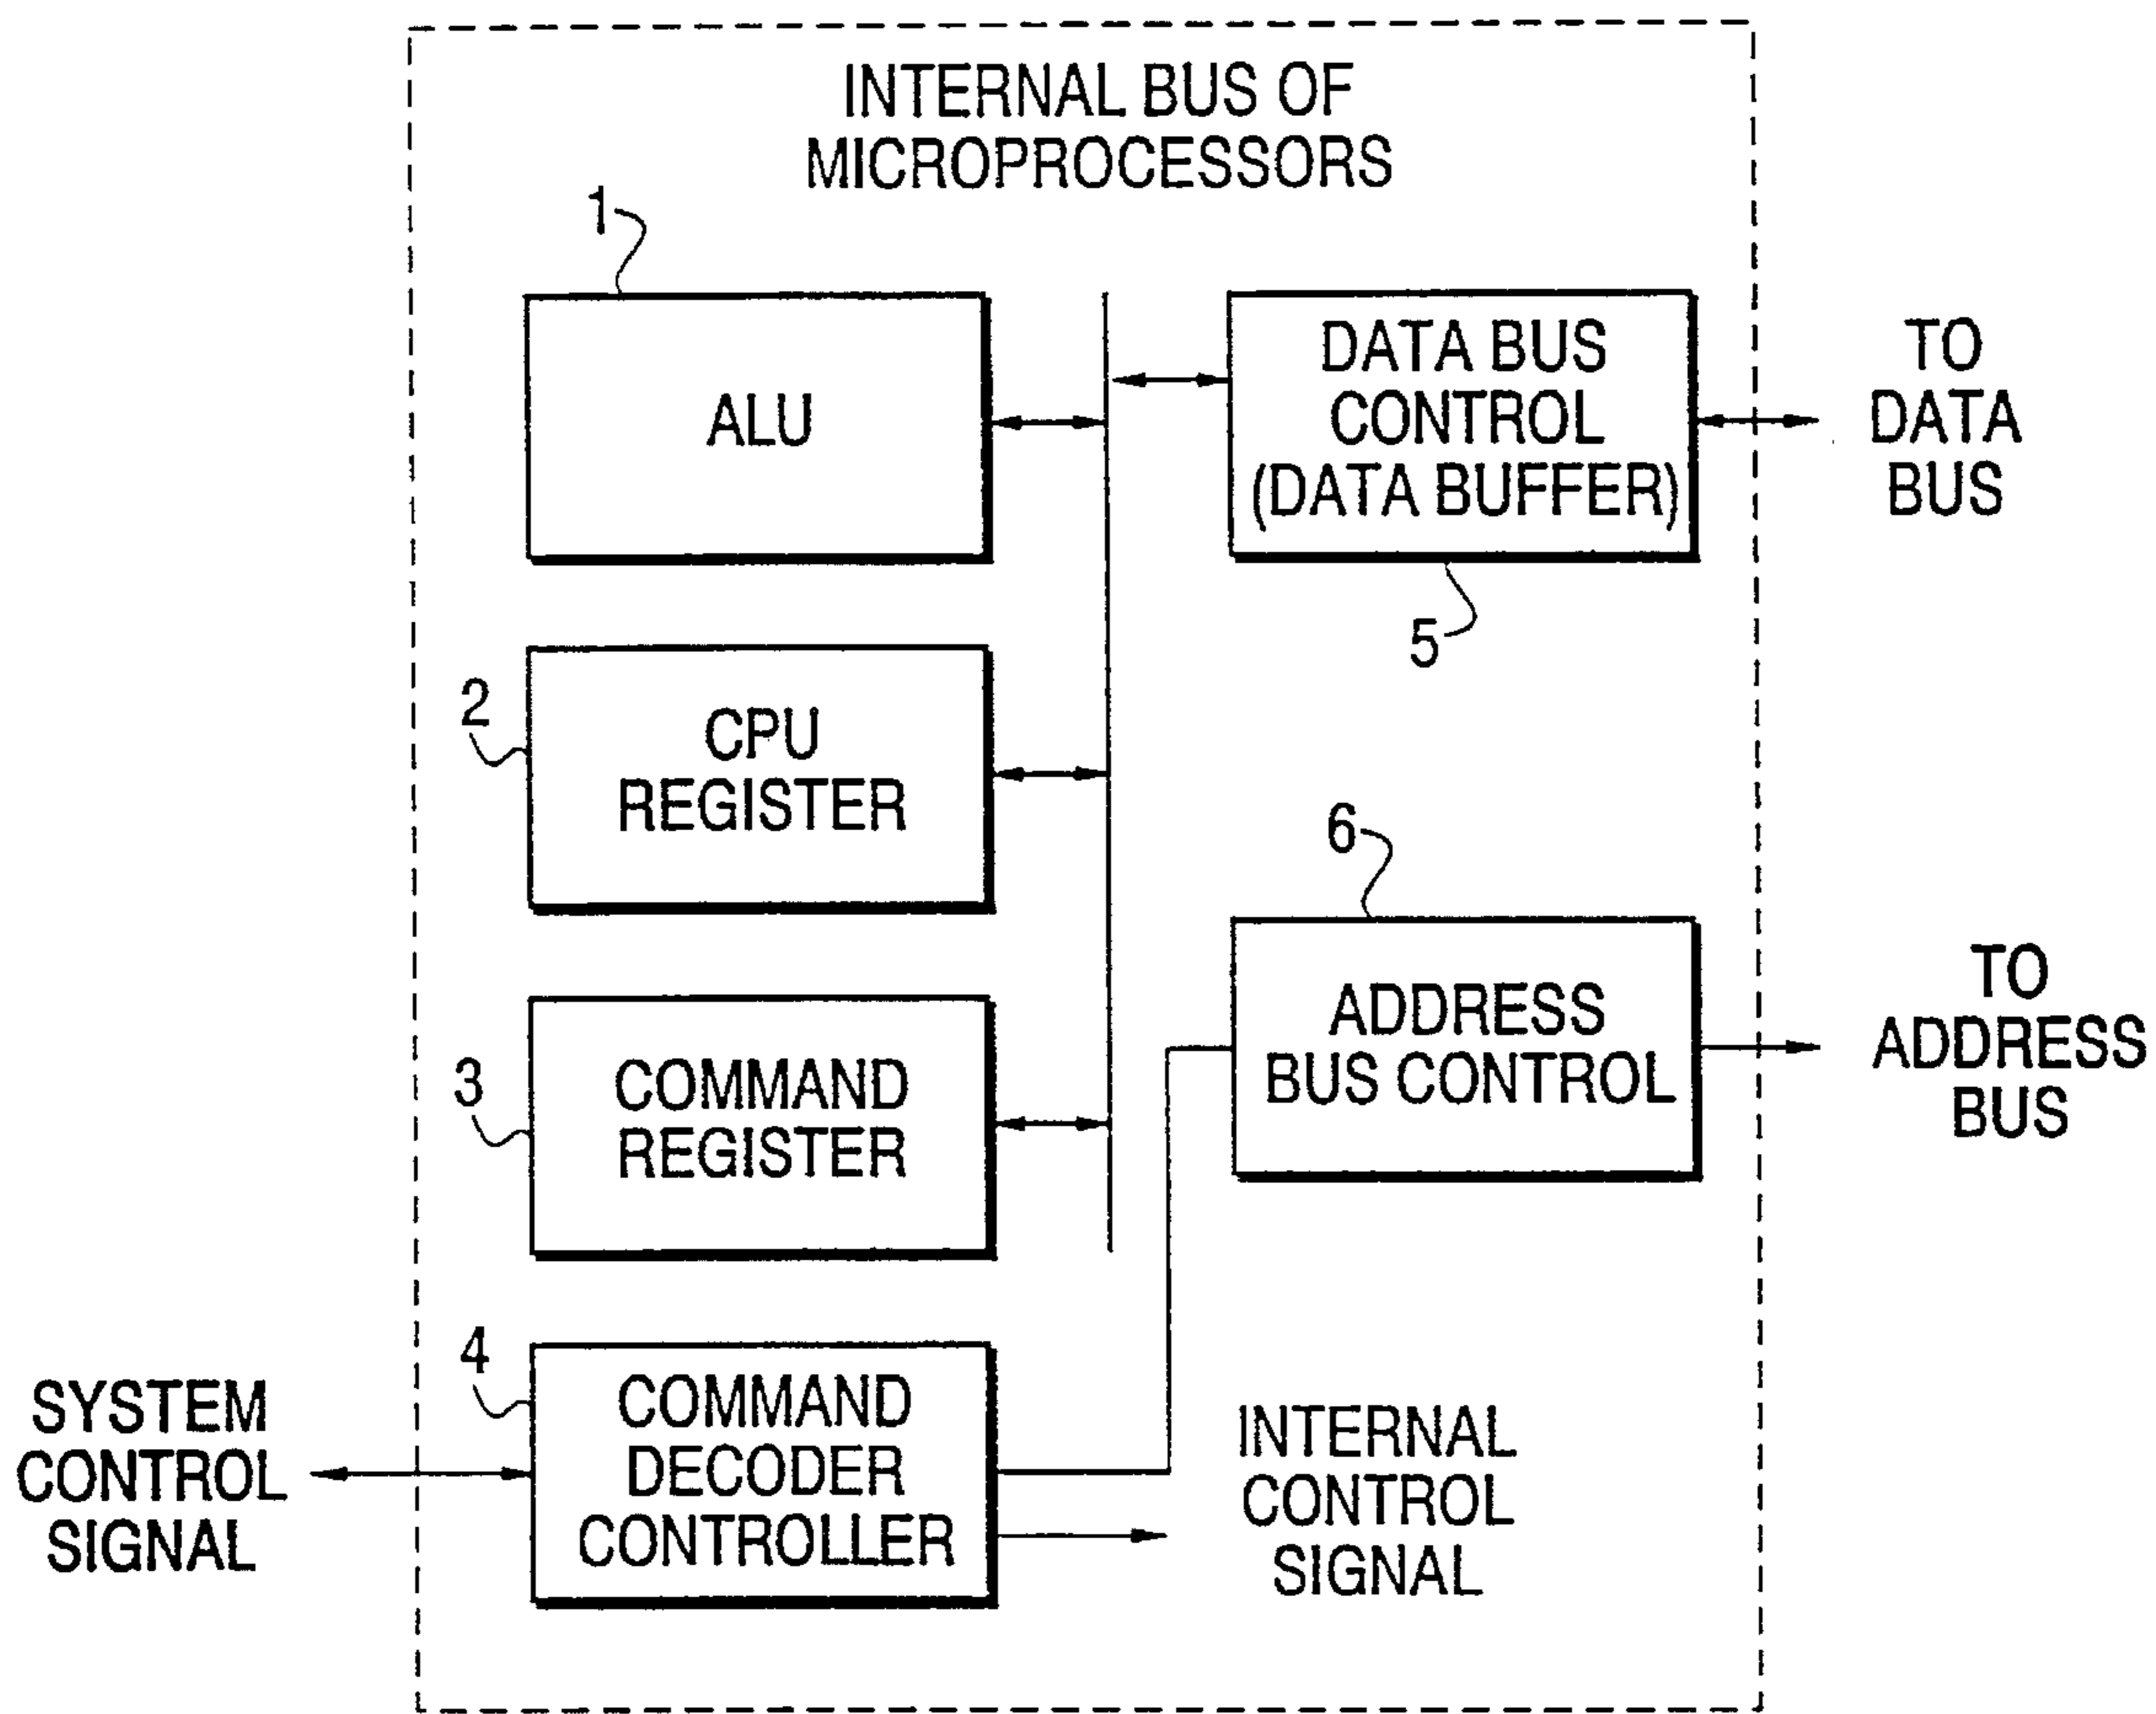 INTERNAL BUS OF
MICROPROCESSORS
1
ALU
DATA BUS
CONTROL
(DATA BUFFER)
5
TO
DATA
BUS
2
CPU
REGISTER
6
ADDRESS
BUS CONTROL
TO
ADDRESS
BUS
3
COMMAND
REGISTER
4
COMMAND
DECODER
CONTROLLER
SYSTEM
CONTROL
SIGNAL
INTERNAL
CONTROL
SIGNAL